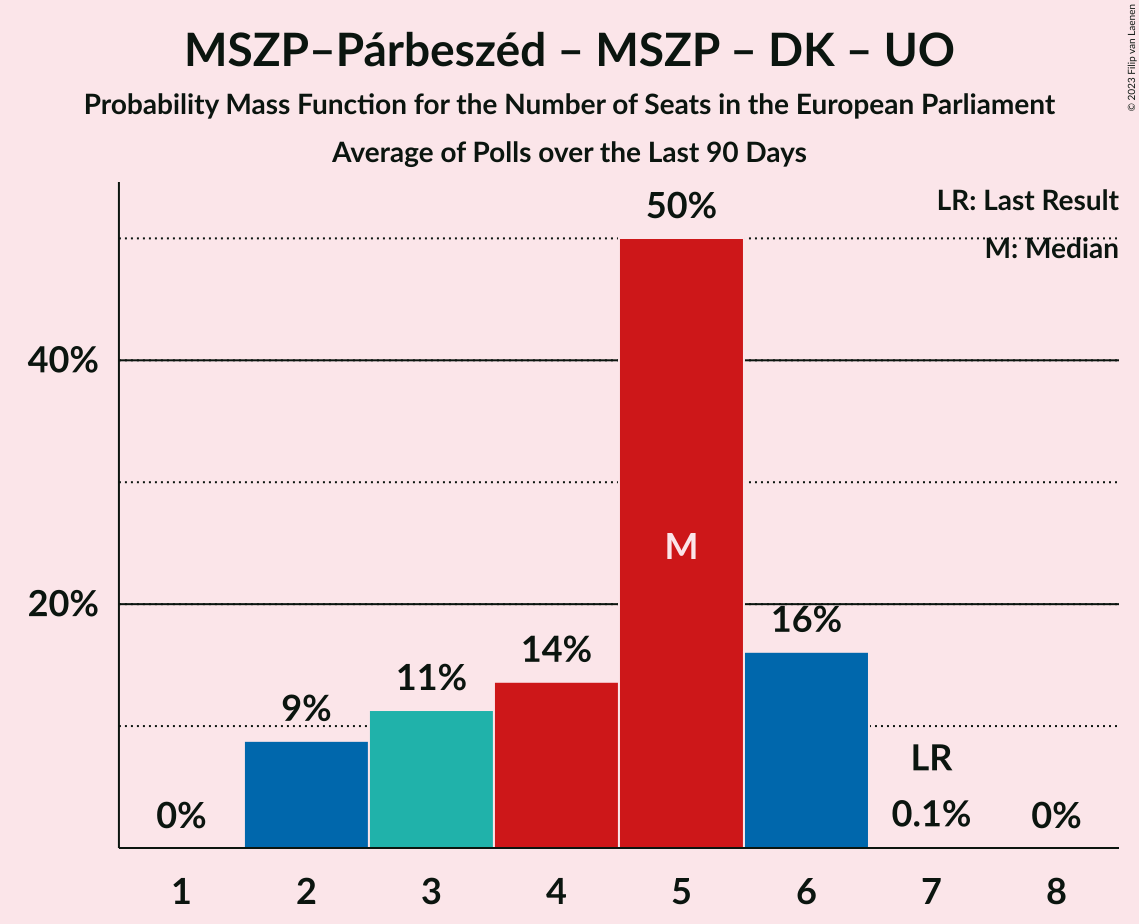 MSZP–Párbeszéd – MSZP – DK – UO
Probability Mass Function for the Number of Seats in the European Parliament
Average of Polls over the Last 90 Days
© 2023 Filip van Laenen
LR: Last Result
M: Median
50%
40%
M
20%
16%
14%
11%
9%
LR
0%
0.1%
0%
1 2 3 4 5 6 7 8